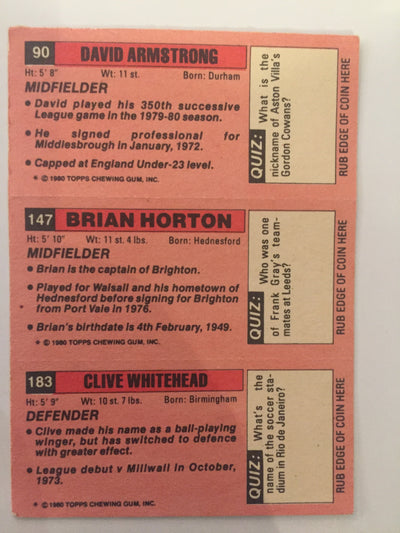 90 DAVID ARMSTRONG
Ht: 5' 8" Wt: 11 st. Born: Durham
MIDFIELDER
• David played his 350th successive
League game in the 1979-80 season.
• He signed professional for
Middlesbrough in January, 1972.
• Capped at England Under-23 level.
* © 1980 TOPPS CHEWING GUM, INC.
QUIZ: What is the
nickname of Aston Villa's
Gordon Cowans?
RUB EDGE OF COIN HERE
147 BRIAN HORTON
Ht: 5' 10" Wt: 11 st. 4 lbs. Born: Hednesford
MIDFIELDER
• Brian is the captain of Brighton.
• Played for Walsall and his hometown of
Hednesford before signing for Brighton
from Port Vale in 1976.
• Brian's birthdate is 4th February, 1949.
* © 1980 TOPPS CHEWING GUM, INC.
QUIZ: Who was one
of Frank Gray's team-
mates at Leeds?
RUB EDGE OF COIN HERE
183 CLIVE WHITEHEAD
Ht: 5' 9" Wt: 10 st. 7 lbs. Born: Birmingham
DEFENDER
• Clive made his name as a ball-playing
winger, but has switched to defence
with greater effect.
• League debut v Millwall in October,
1973.
* © 1980 TOPPS CHEWING GUM, INC.
QUIZ: What's the
name of the soccer sta-
dium in Rio de Janeiro?
RUB EDGE OF COIN HERE